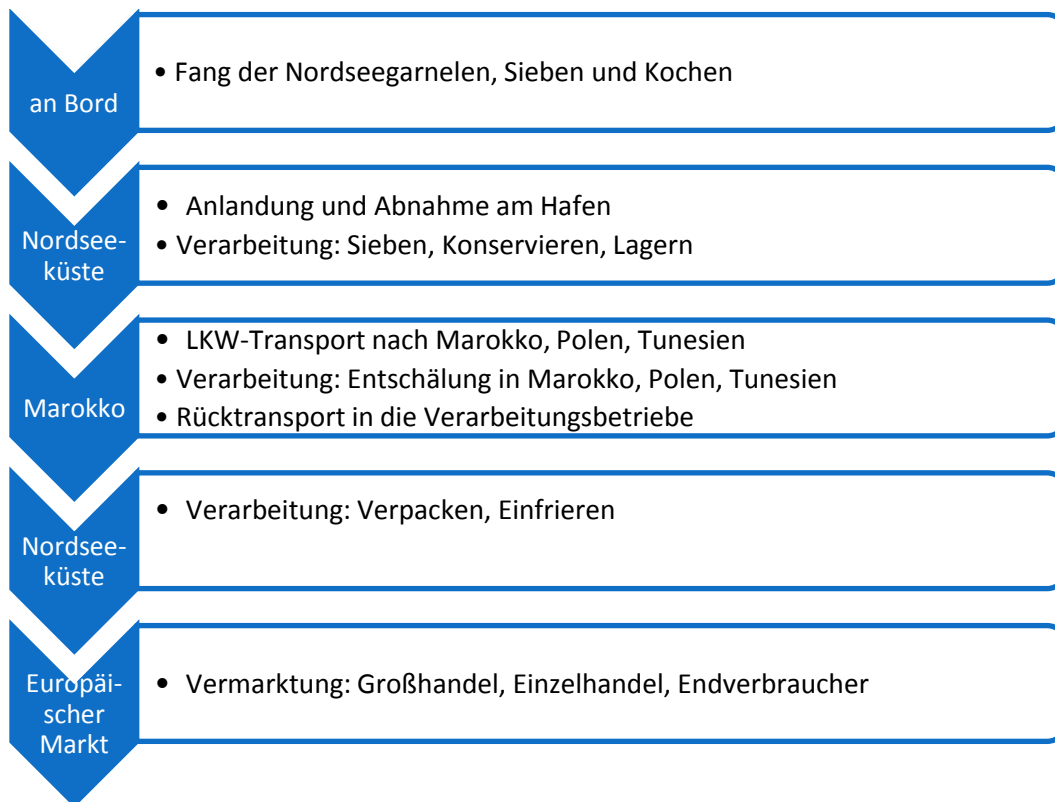 an Bord
• Fang der Nordseegarnelen, Sieben und Kochen
Nordsee-
küste
• Anlandung und Abnahme am Hafen
• Verarbeitung: Sieben, Konservieren, Lagern
Marokko
• LKW-Transport nach Marokko, Polen, Tunesien
• Verarbeitung: Entschälung in Marokko, Polen, Tunesien
• Rücktransport in die Verarbeitungsbetriebe
Nordsee-
küste
• Verarbeitung: Verpacken, Einfrieren
Europäi-
scher
Markt
• Vermarktung: Großhandel, Einzelhandel, Endverbraucher